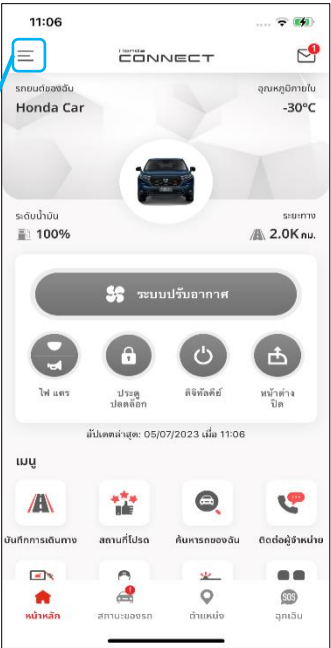 11:06
Honda
CONNECT
รถยนต์ของฉัน
อุณหภูมิภายใน
Honda Car
-30°C
ระดับน้ำมัน
ระยะทาง
100%
2.0K กม.
ระบบปรับอากาศ
ไฟ แตร
ประตู
ปลดล็อก
ดิจิทัลคีย์
หน้าต่าง
ปิด
อัปเดตล่าสุด: 05/07/2023 เมื่อ 11:06
เมนู
บันทึกการเดินทาง
สถานที่โปรด
ค้นหารถของฉัน
ติดต่อผู้จำหน่าย
หน้าหลัก
สถานะของรถ
ตำแหน่ง
SOS
ฉุกเฉิน